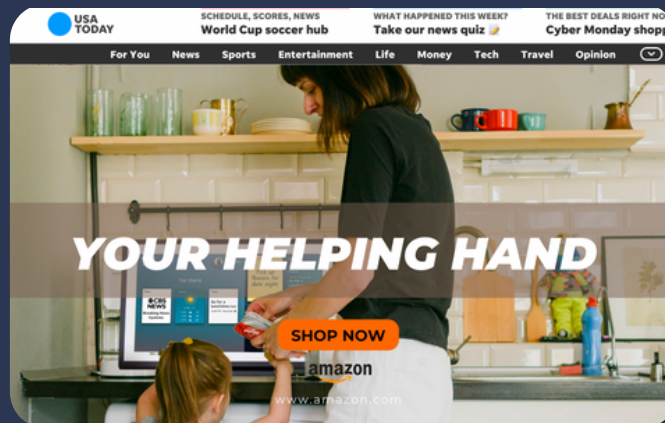 USA
TODAY
SCHEDULE, SCORES, NEWS
World Cup soccer hub
WHAT HAPPENED THIS WEEK?
Take our news quiz 📝
THE BEST DEALS RIGHT NO
Cyber Monday shopp
For You News Sports Entertainment Life Money Tech Travel Opinion
YOUR HELPING HAND
CBS
NEWS
SHOP NOW
amazon
www.amazon.com